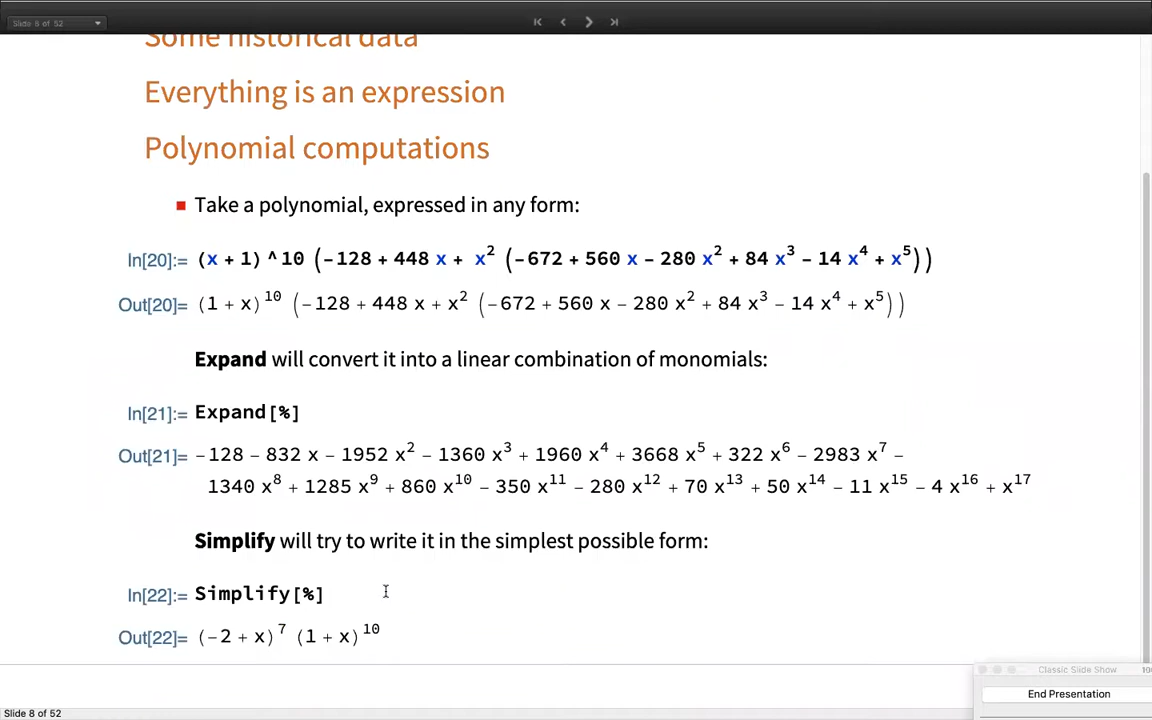 Slide 8 of 52
Some historical data
Everything is an expression
Polynomial computations
Take a polynomial, expressed in any form:
In[20]:= (x + 1) ^ 10 (-128 + 448 x + x^2 (-672 + 560 x - 280 x^2 + 84 x^3 - 14 x^4 + x^5))
Out[20]= (1 + x)^10 (-128 + 448 x + x^2 (-672 + 560 x - 280 x^2 + 84 x^3 - 14 x^4 + x^5))
Expand will convert it into a linear combination of monomials:
In[21]:= Expand[%]
Out[21]= -128 - 832 x - 1952 x^2 - 1360 x^3 + 1960 x^4 + 3668 x^5 + 322 x^6 - 2983 x^7 -
1340 x^8 + 1285 x^9 + 860 x^10 - 350 x^11 - 280 x^12 + 70 x^13 + 50 x^14 - 11 x^15 - 4 x^16 + x^17
Simplify will try to write it in the simplest possible form:
In[22]:= Simplify[%]
Out[22]= (-2 + x)^7 (1 + x)^10
Classic Slide Show
End Presentation
Slide 8 of 52